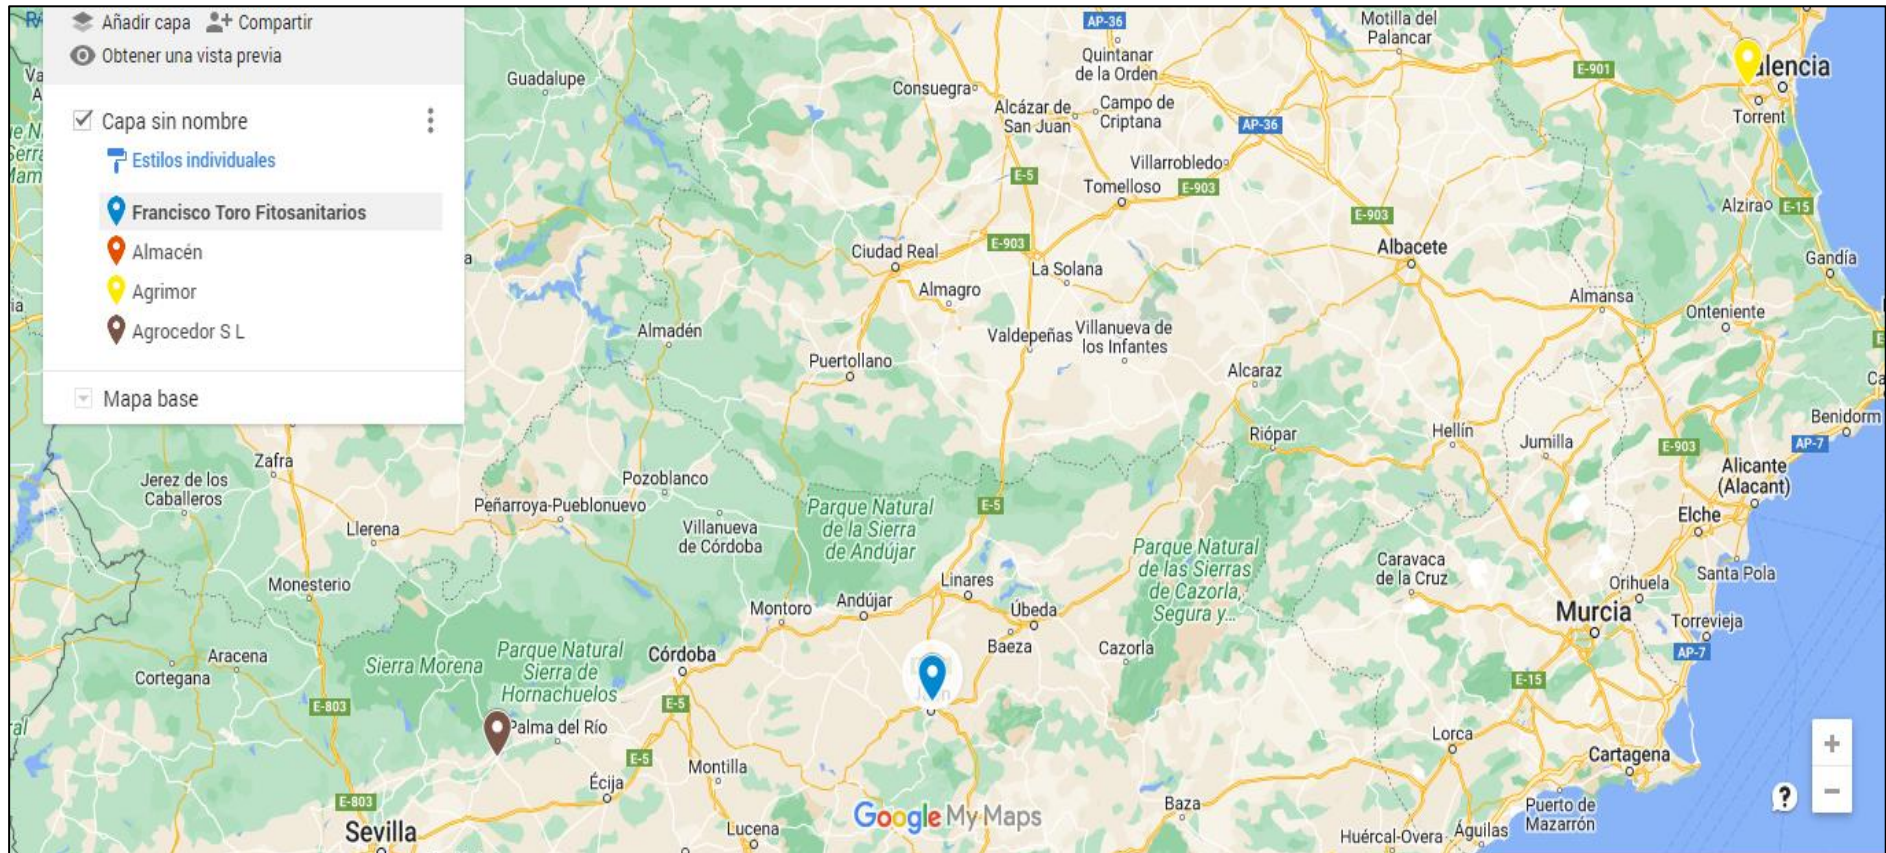 Añadir capa
Compartir
Obtener una vista previa
Capa sin nombre
Estilos individuales
Francisco Toro Fitosanitarios
Almacén
Agrimor
Agrocedor S L
Mapa base
AP-36
Motilla del
Palancar
Quintanar
de la Orden
E-901
alencia
Guadalupe
Consuegra
Alcázar de
San Juan
Campo de
Criptana
AP-36
Torrent
Villarrobledo
E-5
Tomelloso
E-903
E-903
Alzira
E-15
Ciudad Real
E-903
La Solana
Albacete
Gandía
Almagro
Almansa
Onteniente
Almadén
Valdepeñas
Villanueva de
los Infantes
Puertollano
Alcaraz
Benidorm
Riópar
Hellín
Jumilla
E-903
AP-7
Zafra
Jerez de los
Caballeros
Pozoblanco
Alicante
(Alacant)
Peñarroya-Pueblonuevo
Parque Natural
de la Sierra
de Andújar
E-5
Elche
Llerena
Villanueva
de Córdoba
Parque Natural
de las Sierras
de Cazorla,
Segura y...
Caravaca
de la Cruz
Santa Pola
Monesterio
Linares
Orihuela
Montoro
Andújar
Úbeda
Murcia
Torrevieja
Baeza
Cazorla
AP-7
Aracena
Cortegana
Sierra Morena
Parque Natural
Sierra de
Hornachuelos
Córdoba
E-15
E-803
E-5
Palma del Río
Lorca
Cartagena
E-5
Montilla
Écija
E-803
Baza
Puerto de
Mazarrón
Google My Maps
Sevilla
Lucena
Huércal-Overa
Águilas